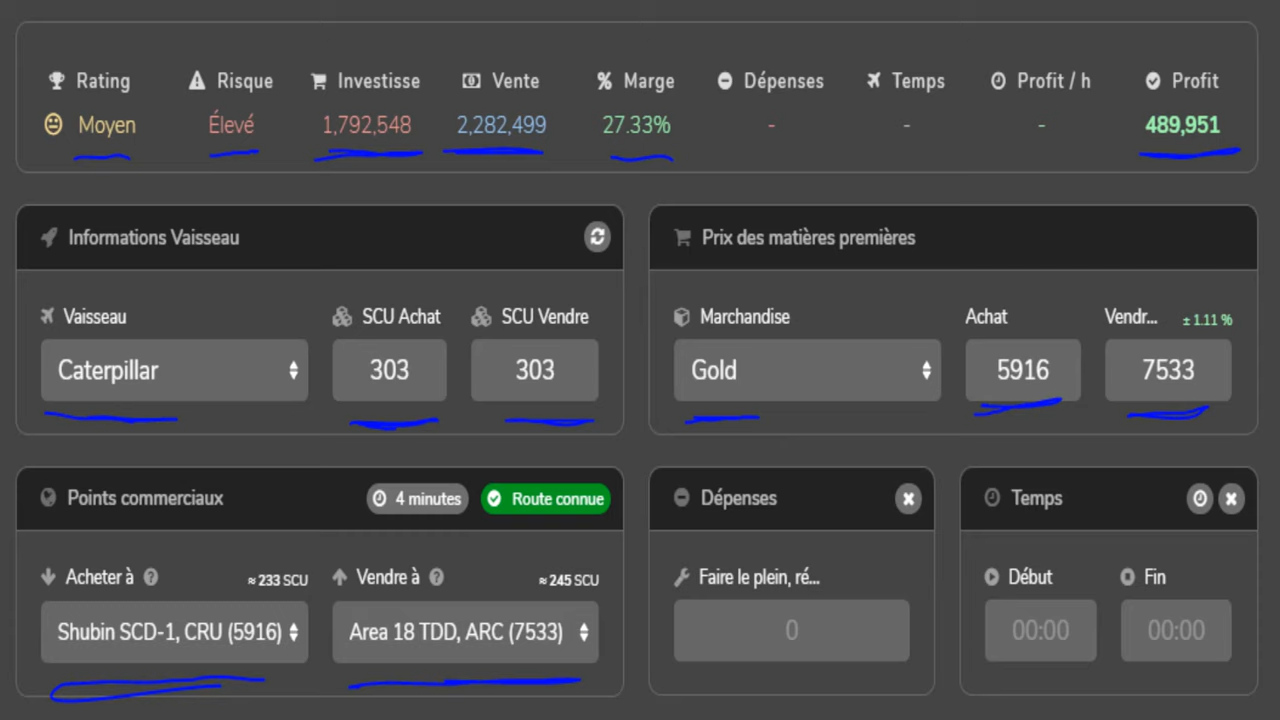 Rating Risque Investisse Vente Marge Dépenses Temps Profit / h Profit
Moyen Élevé 1,792,548 2,282,499 27.33% - - - 489,951
Informations Vaisseau
Vaisseau SCU Achat SCU Vendre
Caterpillar 303 303
Prix des matières premières
Marchandise Achat Vendr... ± 1.11 %
Gold 5916 7533
Points commerciaux 4 minutes Route connue
Acheter à ? ≈ 233 SCU Vendre à ? ≈ 245 SCU
Shubin SCD-1, CRU (5916) Area 18 TDD, ARC (7533)
Dépenses
Faire le plein, ré...
0
Temps
Début Fin
00:00 00:00